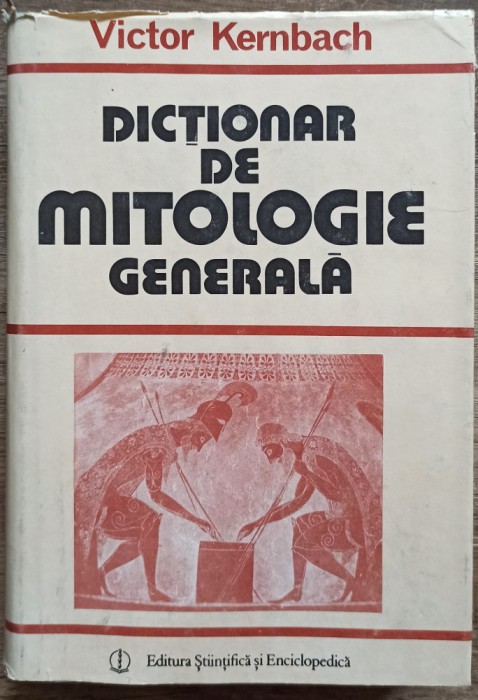 Victor Kernbach
DICȚIONAR
DE
MITOLOGIE
GENERALĂ
Editura Științifică și Enciclopedică